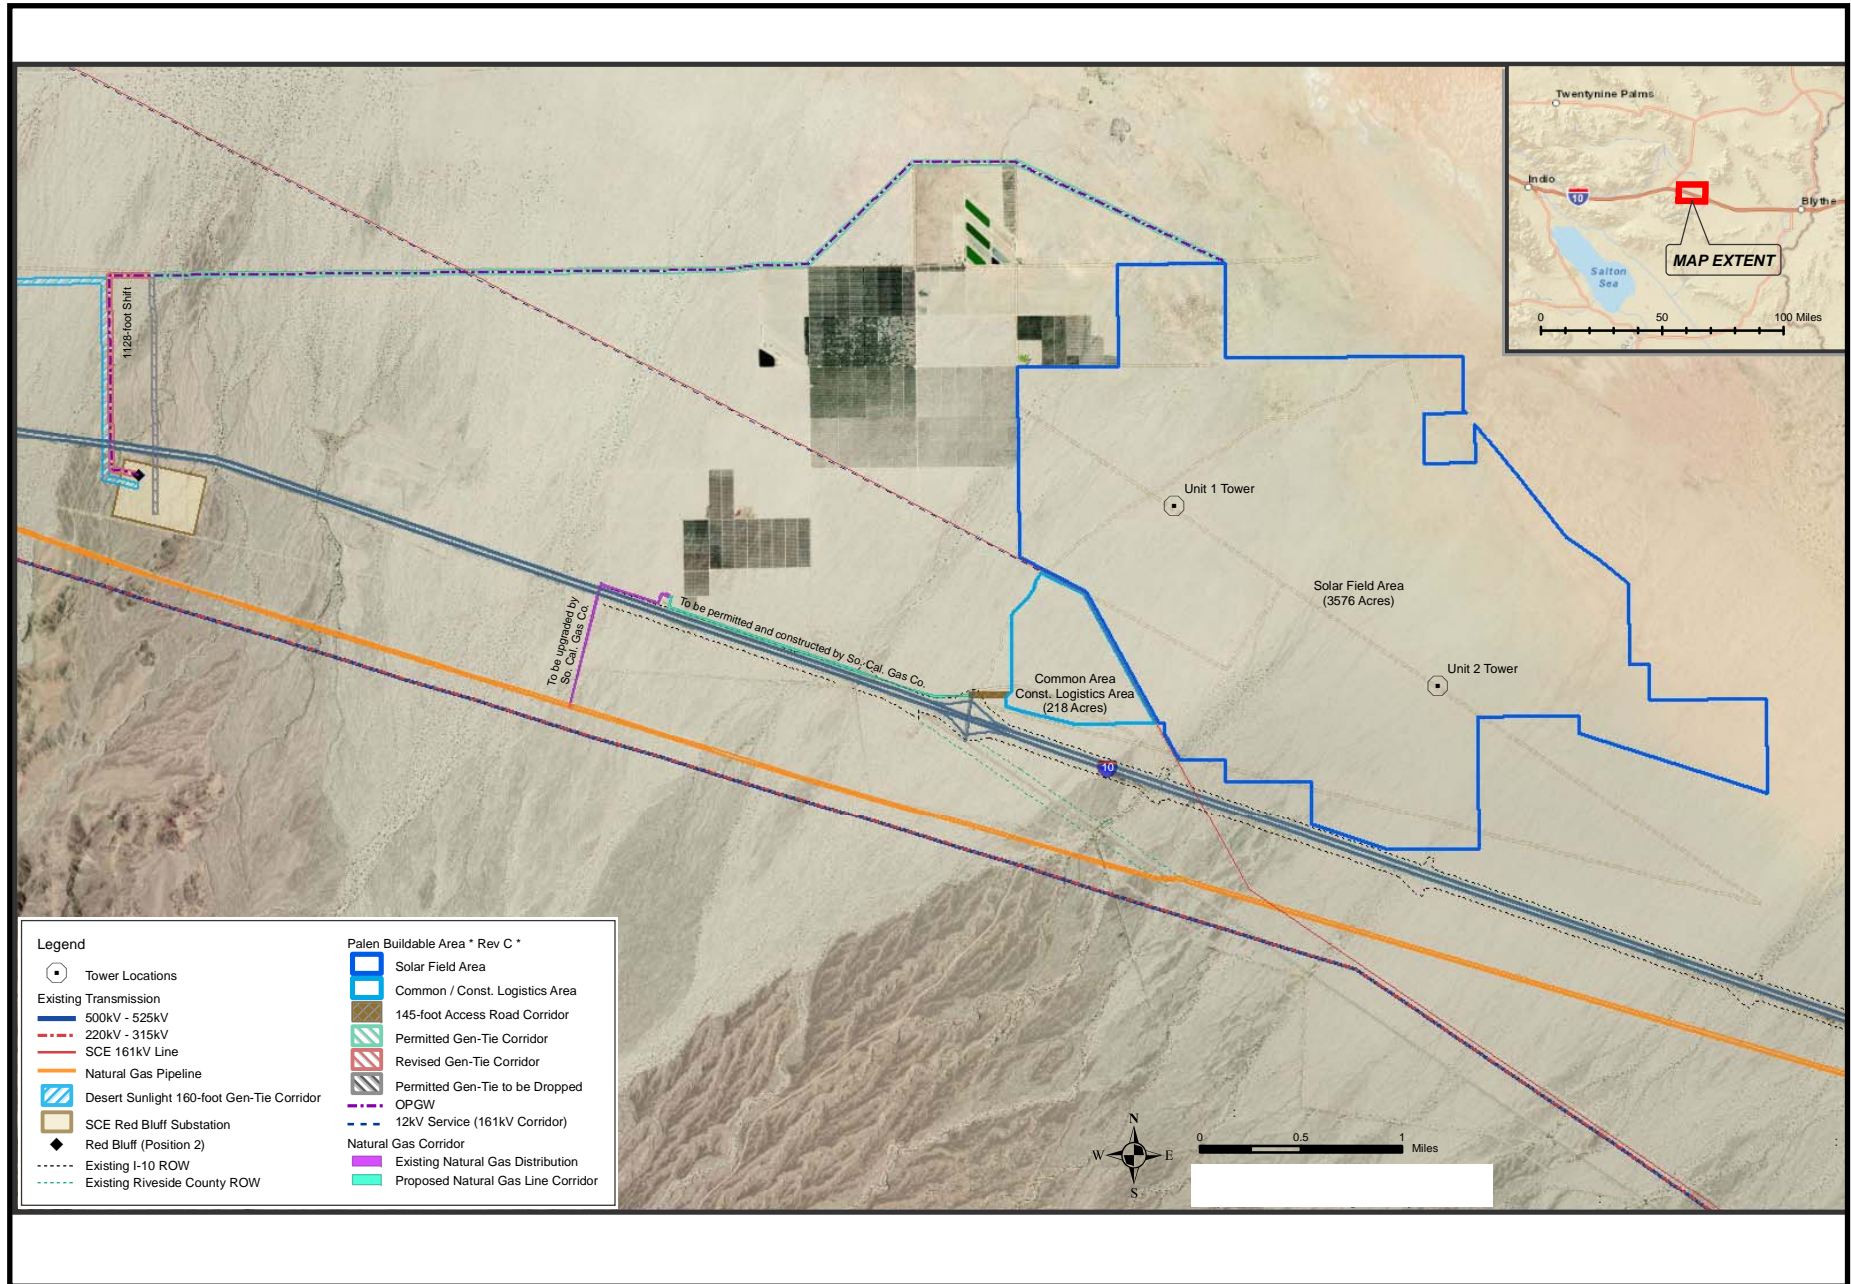 Twentynine Palms
Indio
10
Blythe
MAP EXTENT
Salton
Sea
0 50 100 Miles
1128-foot Shift
Unit 1 Tower
Solar Field Area
(3576 Acres)
To be upgraded by
So. Cal. Gas Co.
To be permitted and constructed by So. Cal. Gas Co.
Unit 2 Tower
Common Area
Const. Logistics Area
(218 Acres)
10
Legend
Tower Locations
Existing Transmission
500kV - 525kV
220kV - 315kV
SCE 161kV Line
Natural Gas Pipeline
Desert Sunlight 160-foot Gen-Tie Corridor
SCE Red Bluff Substation
Red Bluff (Position 2)
Existing I-10 ROW
Existing Riveside County ROW
Palen Buildable Area * Rev C *
Solar Field Area
Common / Const. Logistics Area
145-foot Access Road Corridor
Permitted Gen-Tie Corridor
Revised Gen-Tie Corridor
Permitted Gen-Tie to be Dropped
OPGW
12kV Service (161kV Corridor)
Natural Gas Corridor
Existing Natural Gas Distribution
Proposed Natural Gas Line Corridor
N
W E
S
0 0.5 1
Miles